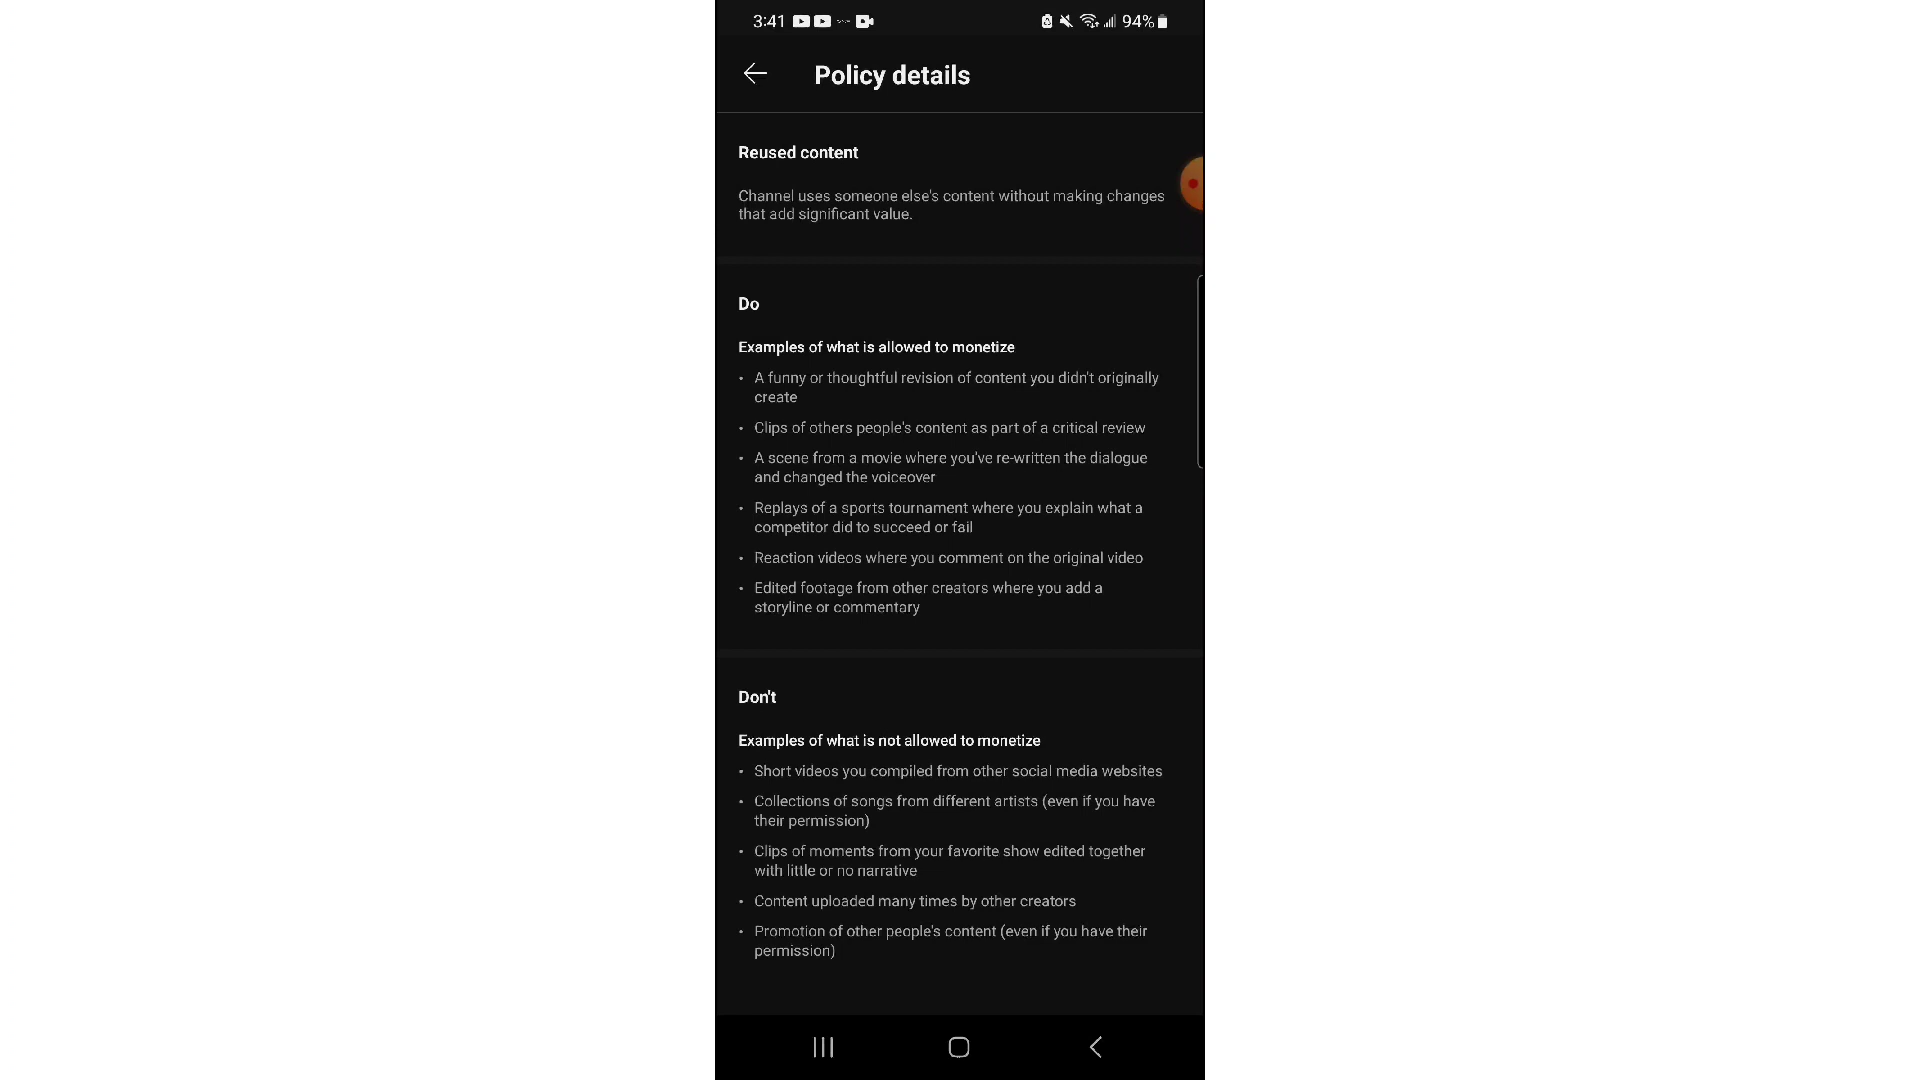 3:41
94%
Policy details
Reused content
Channel uses someone else's content without making changes
that add significant value.
Do
Examples of what is allowed to monetize
• A funny or thoughtful revision of content you didn't originally
create
• Clips of others people's content as part of a critical review
• A scene from a movie where you've re-written the dialogue
and changed the voiceover
• Replays of a sports tournament where you explain what a
competitor did to succeed or fail
• Reaction videos where you comment on the original video
• Edited footage from other creators where you add a
storyline or commentary
Don't
Examples of what is not allowed to monetize
• Short videos you compiled from other social media websites
• Collections of songs from different artists (even if you have
their permission)
• Clips of moments from your favorite show edited together
with little or no narrative
• Content uploaded many times by other creators
• Promotion of other people's content (even if you have their
permission)